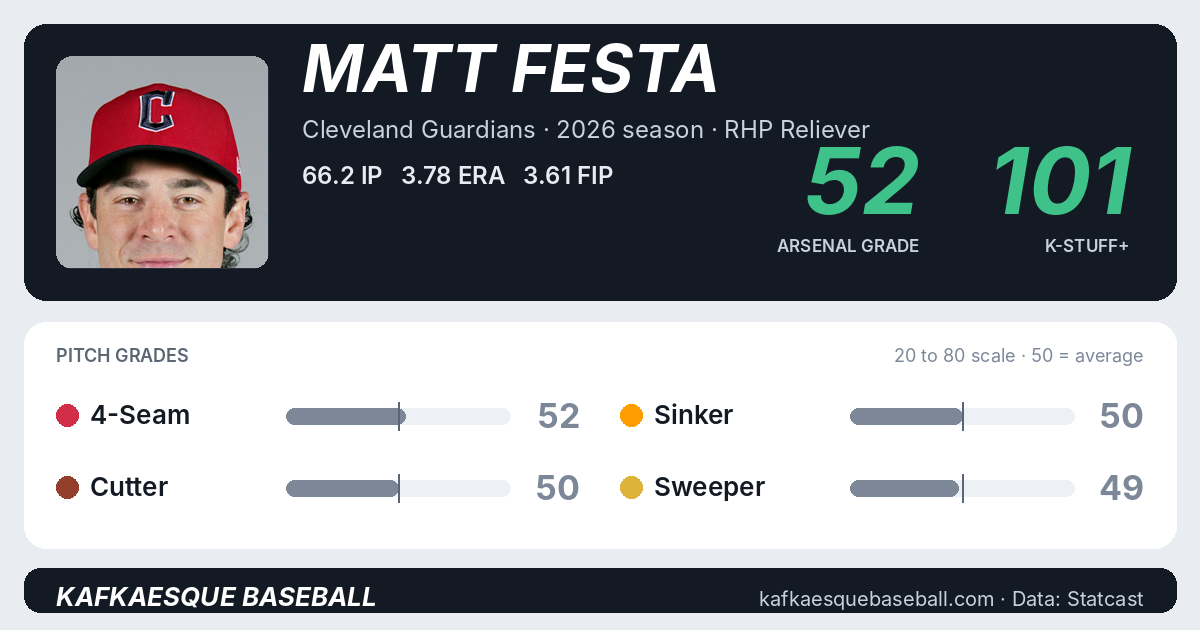 MATT FESTA
Cleveland Guardians · 2026 season · RHP Reliever
66.2 IP 3.78 ERA 3.61 FIP
52 101
ARSENAL GRADE K-STUFF+
C
PITCH GRADES 20 to 80 scale · 50 = average
4-Seam 52 Sinker 50
Cutter 50 Sweeper 49
KAFKAESQUE BASEBALL kafkaesquebaseball.com · Data: Statcast